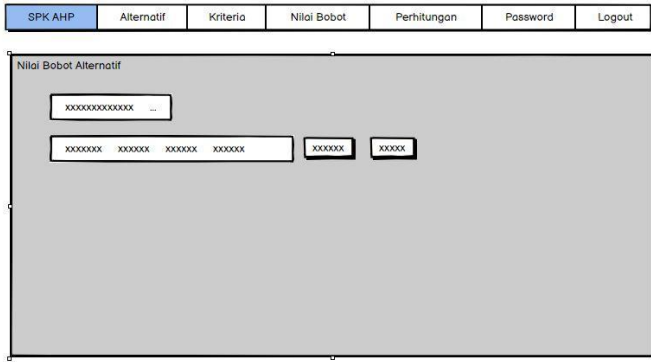 SPK AHP Alternatif Kriteria Nilai Bobot Perhitungan Password Logout
Nilai Bobot Alternatif
xxxxxxxxxxxxx ...
xxxxxxx xxxxxx xxxxxx xxxxxx xxxxxx xxxxx